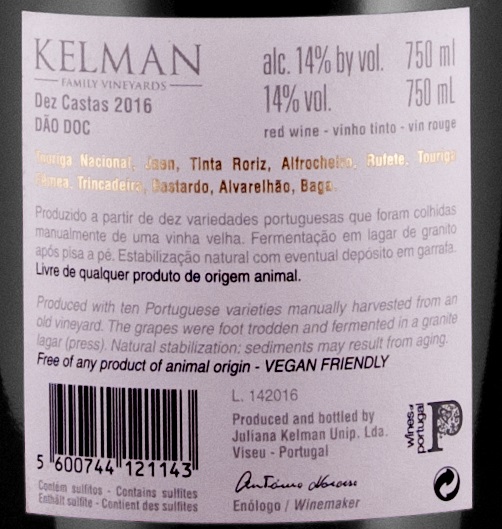 KELMAN
FAMILY VINEYARDS
Dez Castas 2016
DÃO DOC
alc. 14% by vol. 750 ml
14% vol. 750 mL
red wine - vinho tinto - vin rouge
Touriga Nacional, Jaen, Tinta Roriz, Alfrocheiro, Rufete, Touriga
Fêmea, Trincadeira, Bastardo, Alvarelhão, Baga.
Produzido a partir de dez variedades portuguesas que foram colhidas
manualmente de uma vinha velha. Fermentação em lagar de granito
após pisa a pé. Estabilização natural com eventual depósito em garrafa.
Livre de qualquer produto de origem animal.
Produced with ten Portuguese varieties manually harvested from an
old vineyard. The grapes were foot trodden and fermented in a granite
lagar (press). Natural stabilization: sediments may result from aging.
Free of any product of animal origin - VEGAN FRIENDLY
5 600744 121143
Contém sulfitos - Contains sulfites
Enthält sulfite - Contient des sulfites
L. 142016
Produced and bottled by
Juliana Kelman Unip. Lda.
Viseu - Portugal
António
Enólogo / Winemaker
wines of
portugal